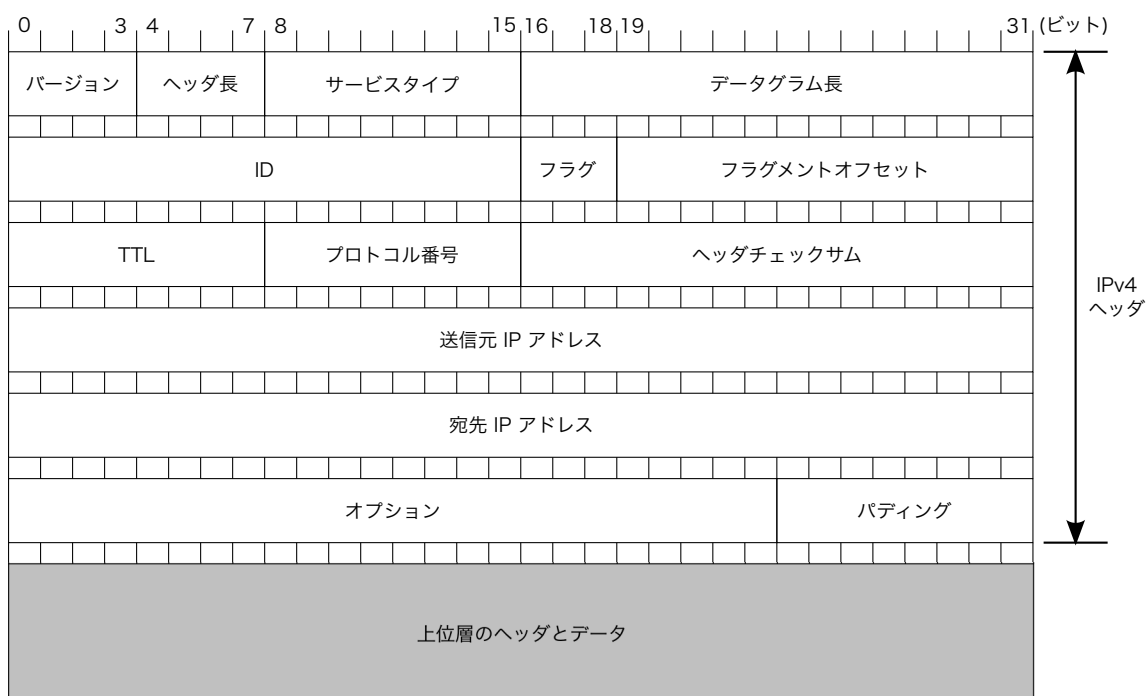 0 3 4 7 8 15 16 18 19 31 (ビット)
バージョン ヘッダ長 サービスタイプ データグラム長
ID フラグ フラグメントオフセット
TTL プロトコル番号 ヘッダチェックサム
送信元 IP アドレス
宛先 IP アドレス
オプション パディング
上位層のヘッダとデータ
IPv4
ヘッダ